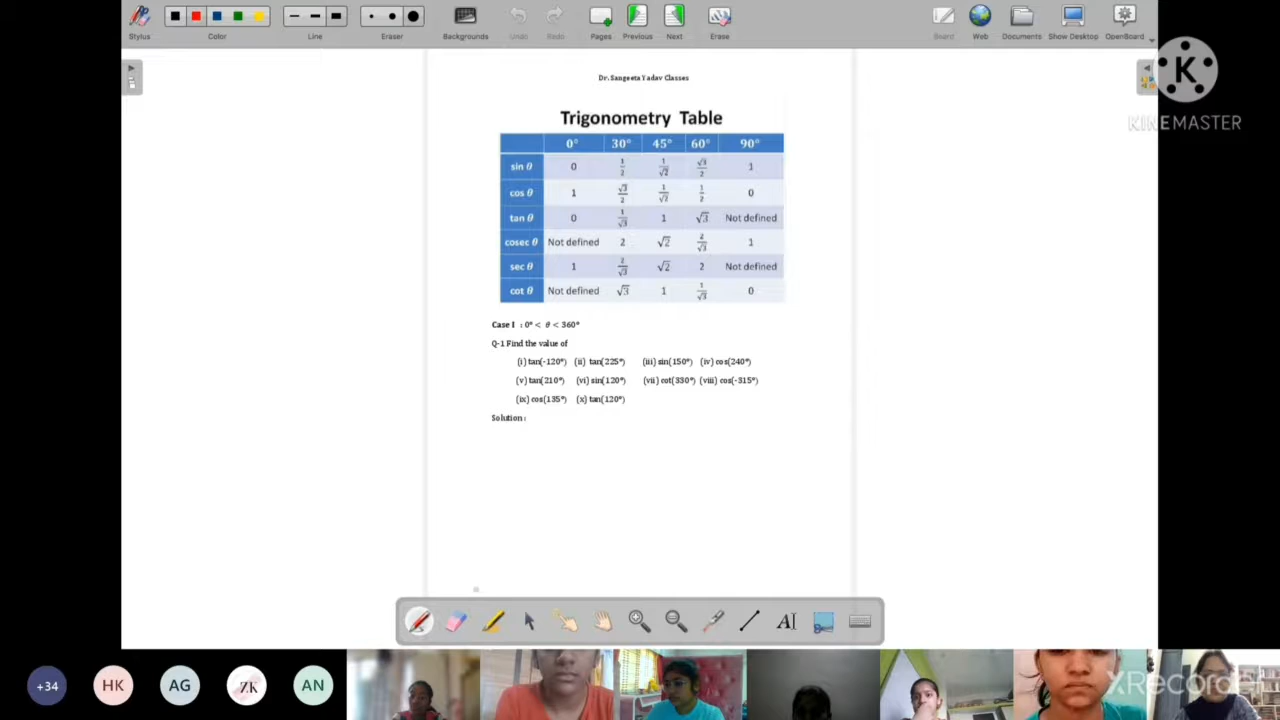 Stylus Color Line Eraser Backgrounds Undo Redo Pages Previous Next Erase Board Web Documents Show Desktop OpenBoard
K
KINEMASTER
Dr. Sangeeta Yadav Classes
Trigonometry Table
0° 30° 45° 60° 90°
sin θ 0 1/2 1/√2 √3/2 1
cos θ 1 √3/2 1/√2 1/2 0
tan θ 0 1/√3 1 √3 Not defined
cosec θ Not defined 2 √2 2/√3 1
sec θ 1 2/√3 √2 2 Not defined
cot θ Not defined √3 1 1/√3 0
Case I : 0° < θ < 360°
Q-1 Find the value of
(i) tan(-120°) (ii) tan(225°) (iii) sin(150°) (iv) cos(240°)
(v) tan(210°) (vi) sin(120°) (vii) cot(330°) (viii) cos(-315°)
(ix) cos(135°) (x) tan(120°)
Solution :
AI
+34 HK AG ZK AN
XRecorder